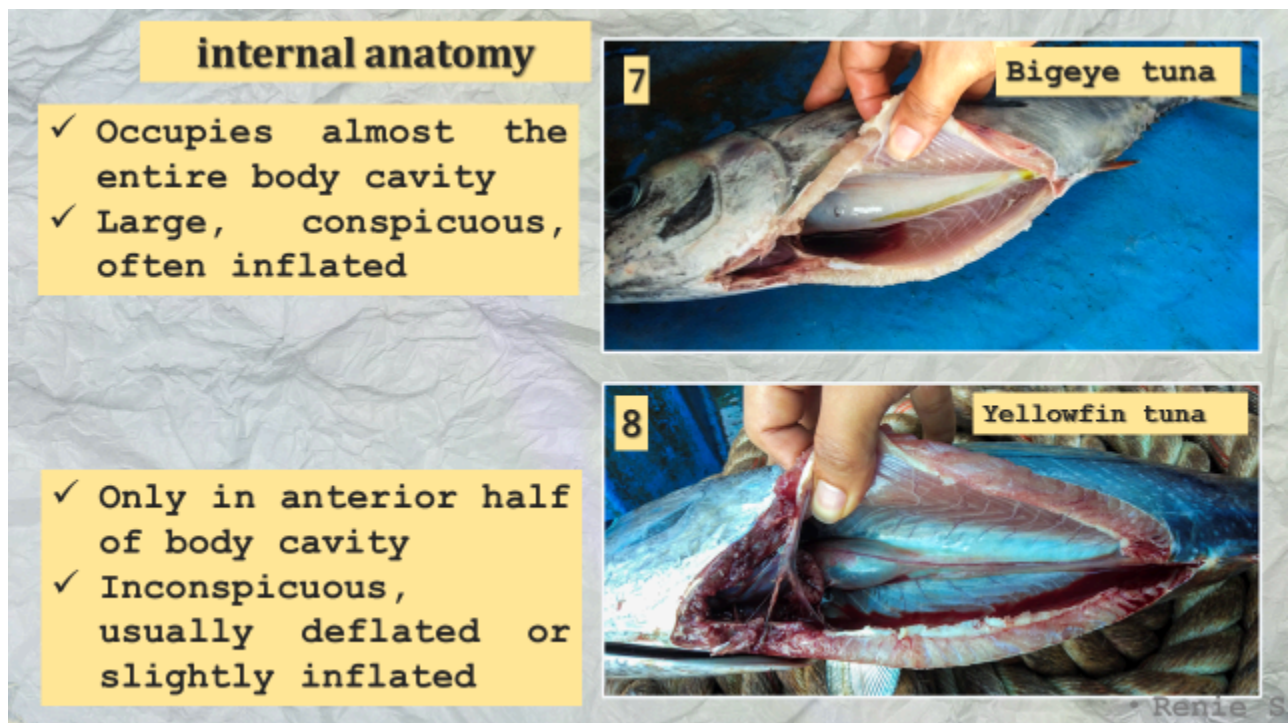 internal anatomy
✓ Occupies almost the
entire body cavity
✓ Large, conspicuous,
often inflated
7
Bigeye tuna
✓ Only in anterior half
of body cavity
✓ Inconspicuous,
usually deflated or
slightly inflated
8
Yellowfin tuna
• Renie S